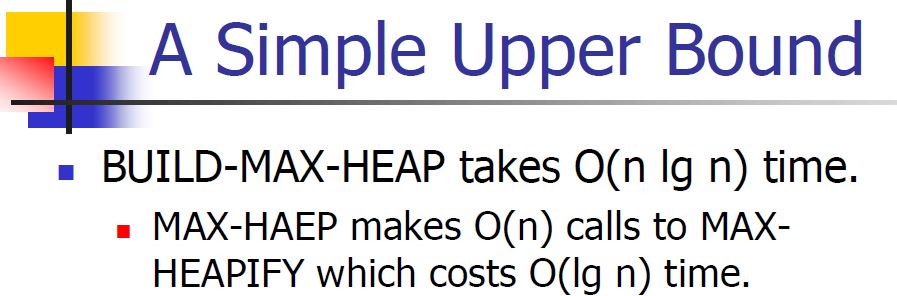 A Simple Upper Bound
BUILD-MAX-HEAP takes O(n lg n) time.
MAX-HAEP makes O(n) calls to MAX-
HEAPIFY which costs O(lg n) time.